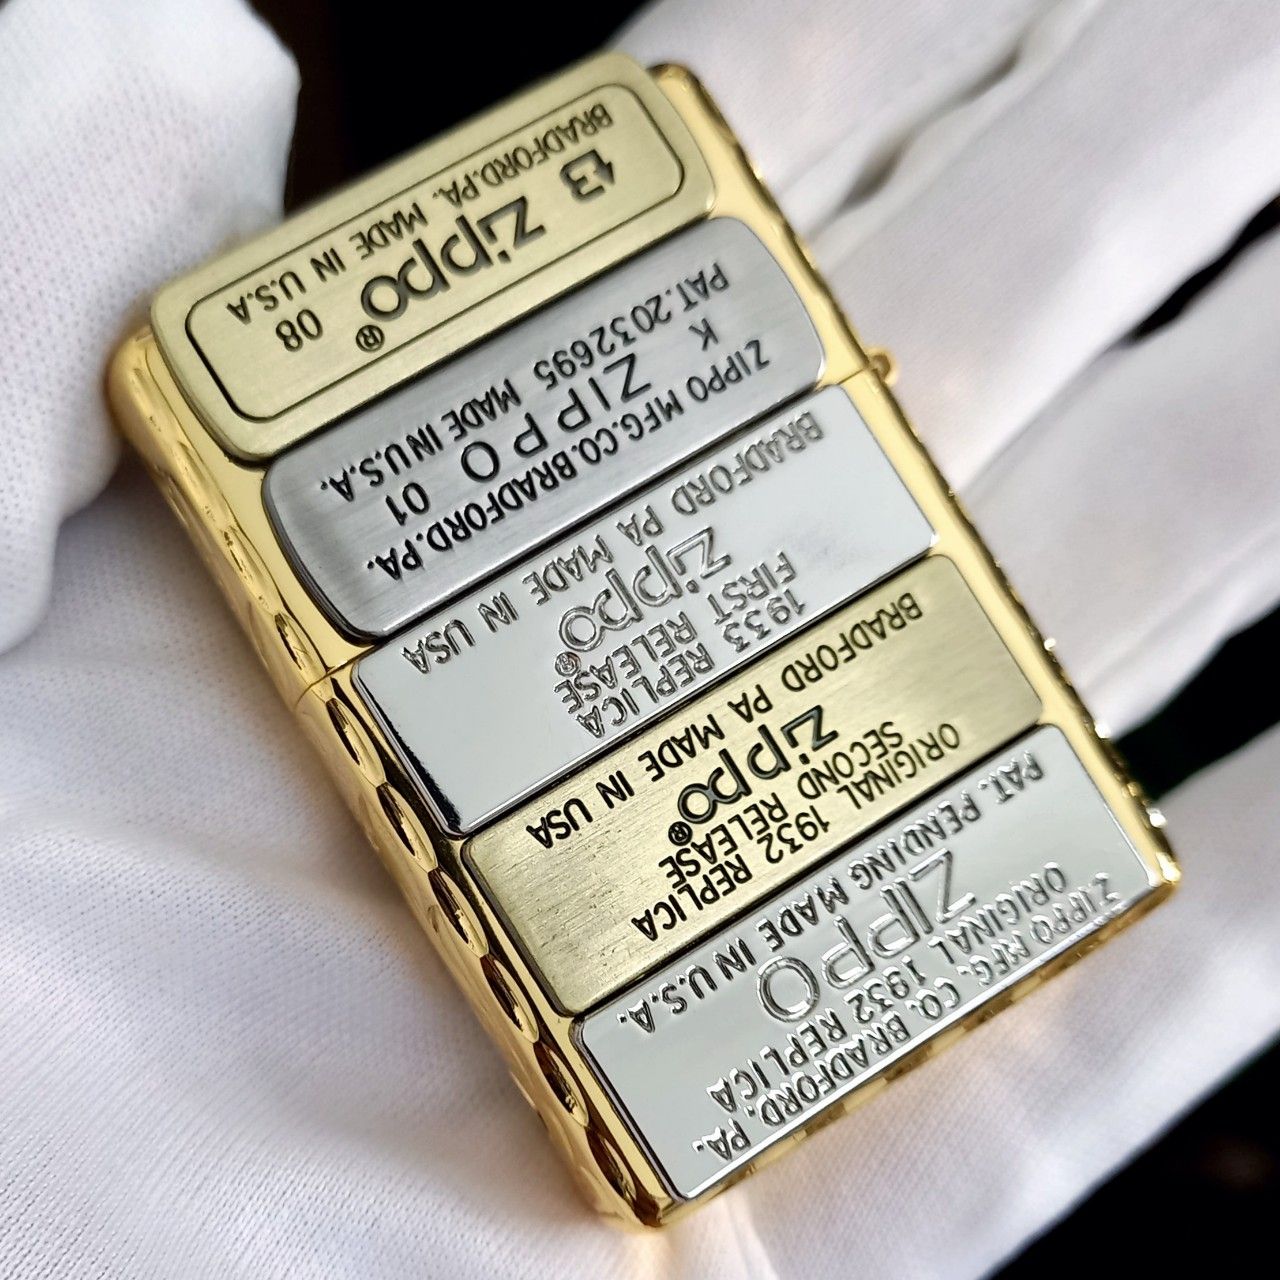 ZIPPO MFG. CO. BRADFORD, PA.
ORIGINAL 1932 REPLICA
ZIPPO
PAT. PENDING MADE IN U.S.A.
ORIGINAL 1932 REPLICA
SECOND RELEASE
Zippo®
BRADFORD PA MADE IN USA
1933 REPLICA
FIRST RELEASE
Zippo®
BRADFORD PA MADE IN USA
ZIPPO MFG.CO.BRADFORD.PA.
K ZIPPO 01
PAT.2032695 MADE IN U.S.A.
Zippo® 08
BRADFORD.PA. MADE IN U.S.A